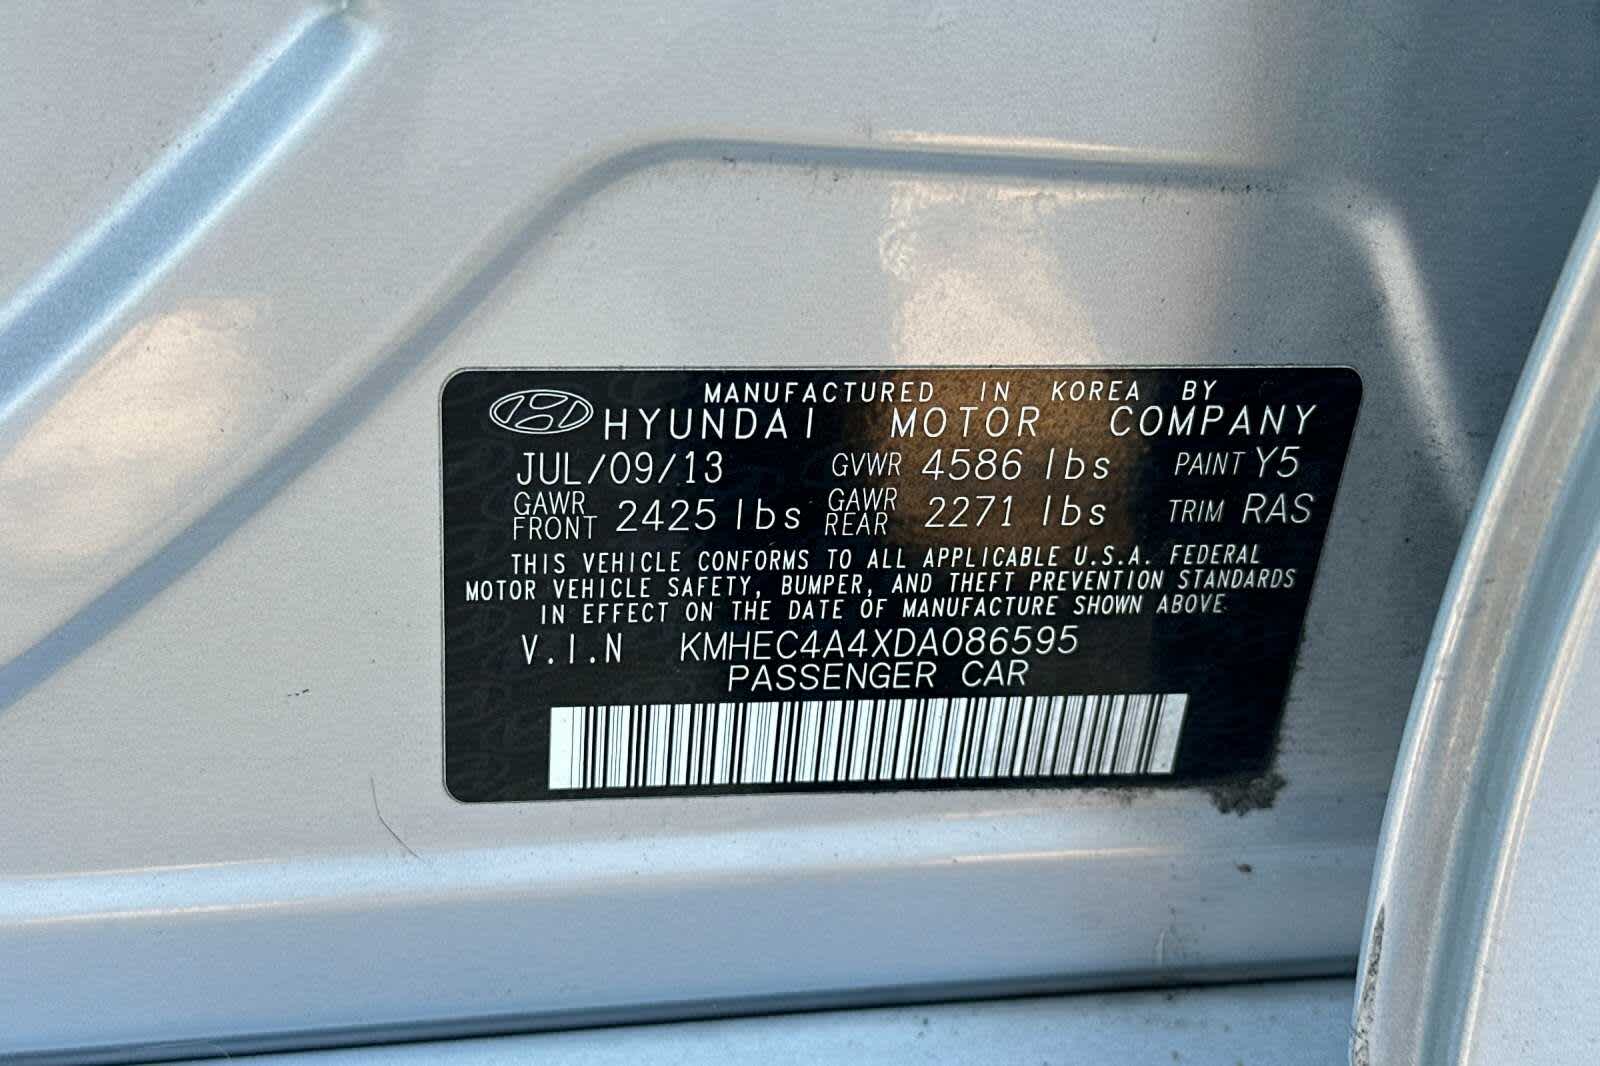 MANUFACTURED IN KOREA BY
HYUNDAI MOTOR COMPANY
JUL/09/13 GVWR 4586 lbs PAINT Y5
GAWR FRONT 2425 lbs GAWR REAR 2271 lbs TRIM RAS
THIS VEHICLE CONFORMS TO ALL APPLICABLE U.S.A. FEDERAL
MOTOR VEHICLE SAFETY, BUMPER, AND THEFT PREVENTION STANDARDS
IN EFFECT ON THE DATE OF MANUFACTURE SHOWN ABOVE
V.I.N KMHEC4A4XDA086595
PASSENGER CAR